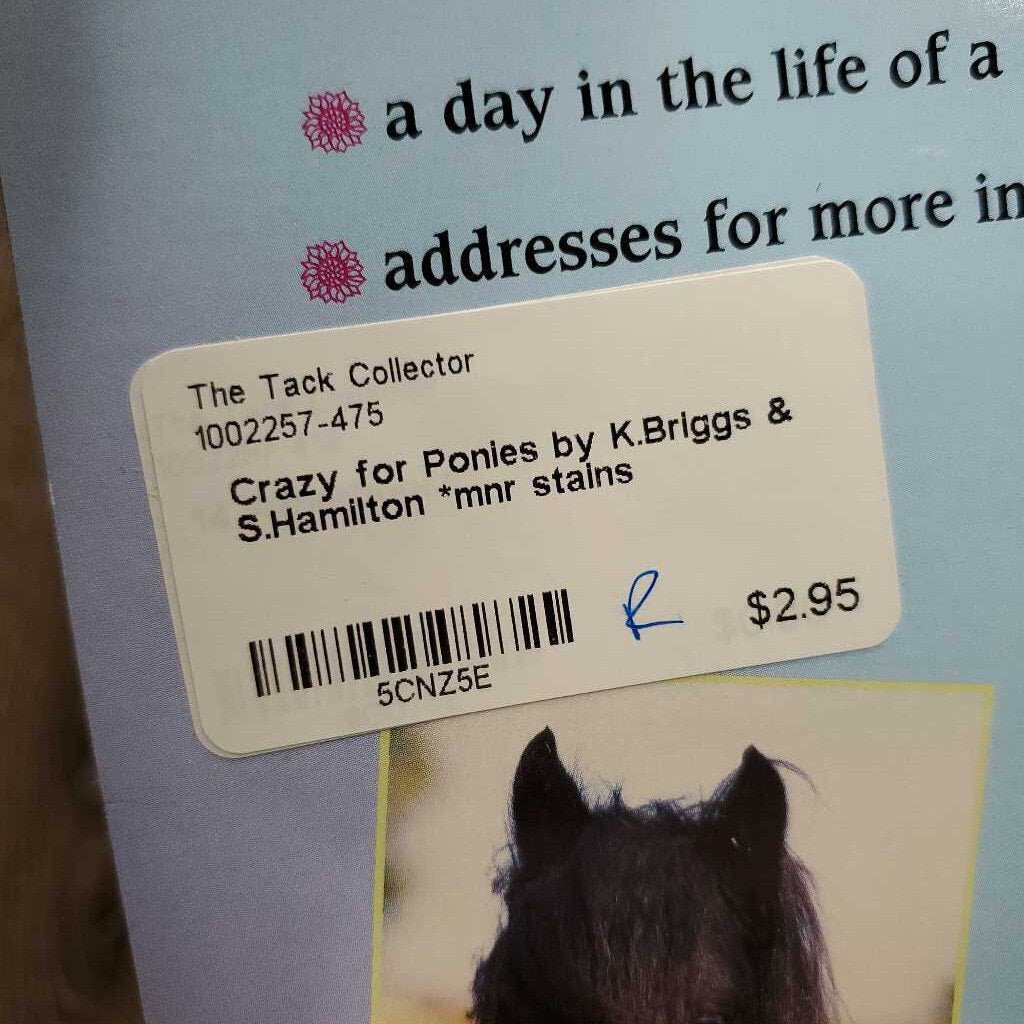 a day in the life of a
addresses for more in
The Tack Collector
1002257-475
Crazy for Ponies by K.Briggs &
S.Hamilton *mnr stains
R
$2.95
5CNZ5E